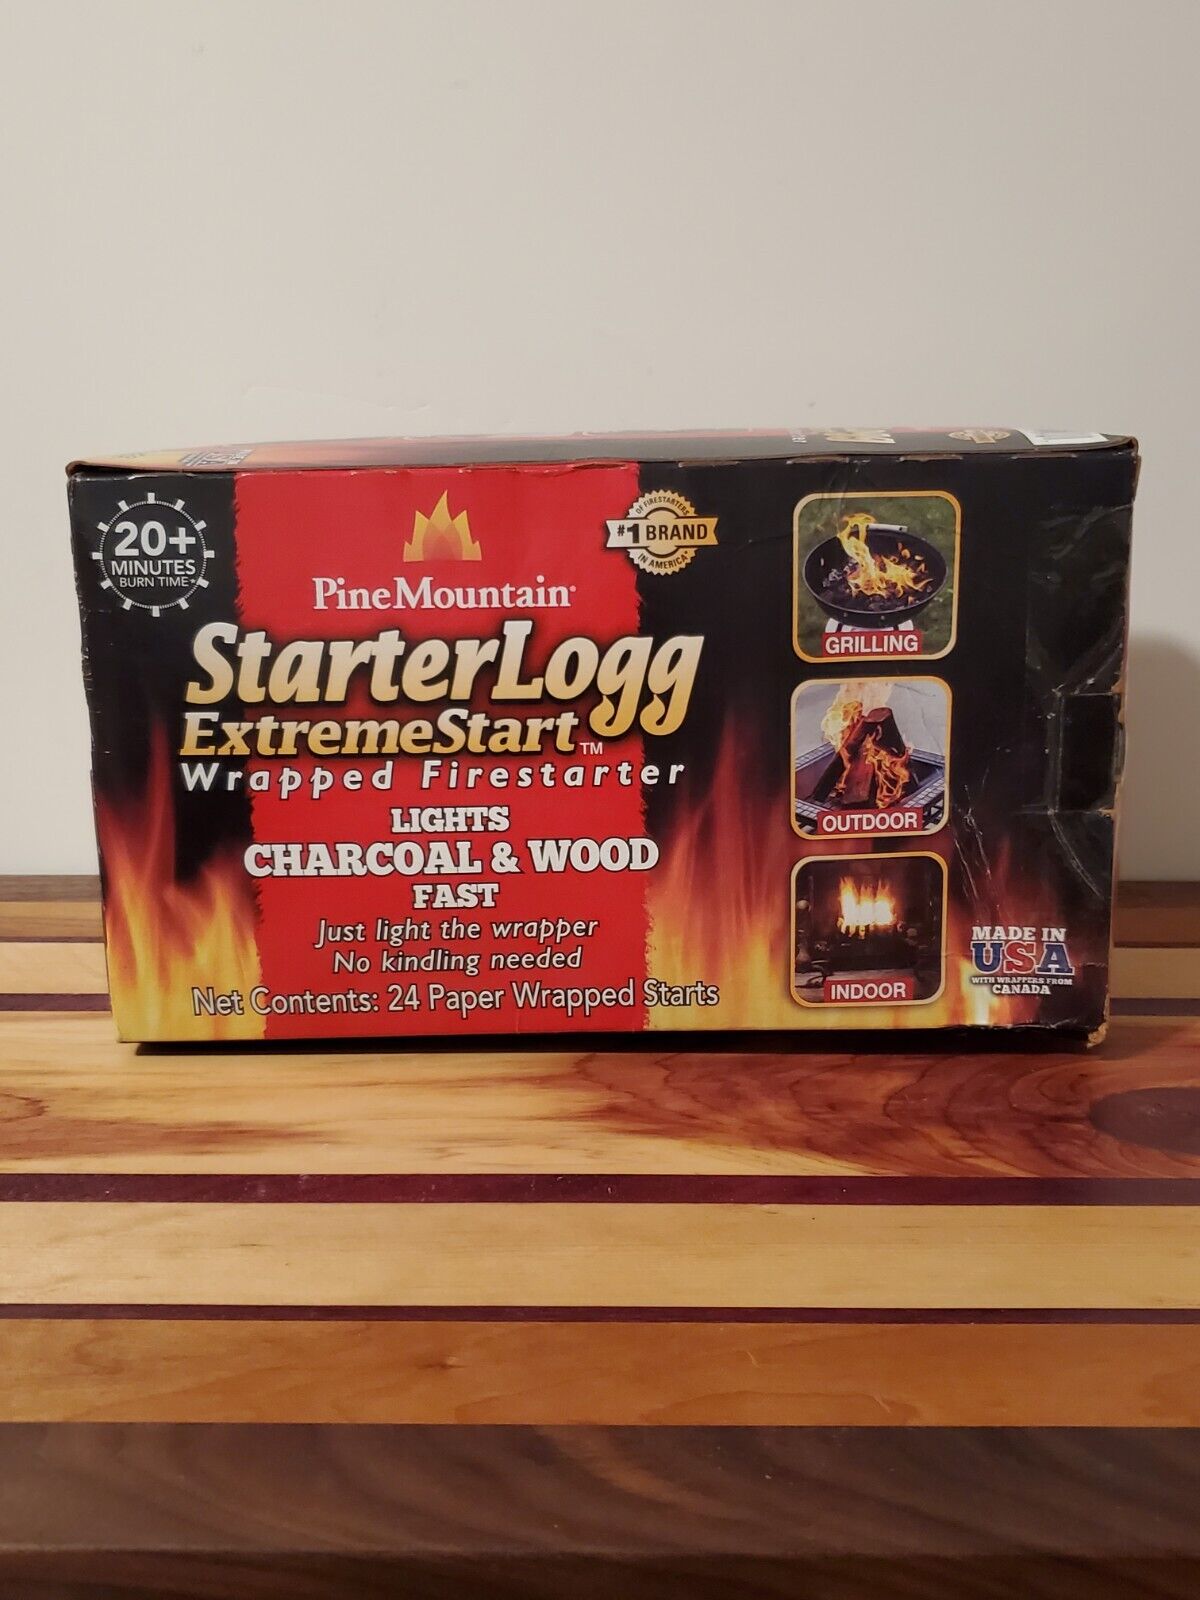 20+
MINUTES
BURN TIME*
PineMountain®
OF FIRESTARTERS
#1 BRAND
IN AMERICA
StarterLogg
ExtremeStart™
Wrapped Firestarter
LIGHTS
CHARCOAL & WOOD
FAST
Just light the wrapper
No kindling needed
Net Contents: 24 Paper Wrapped Starts
GRILLING
OUTDOOR
INDOOR
MADE IN
USA
WITH WRAPPERS FROM
CANADA